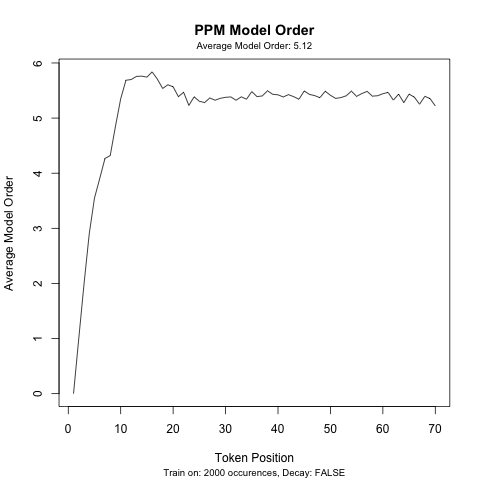 PPM Model Order
Average Model Order: 5.12
6
5
4
3
2
1
0
Average Model Order
0 10 20 30 40 50 60 70
Token Position
Train on: 2000 occurences, Decay: FALSE